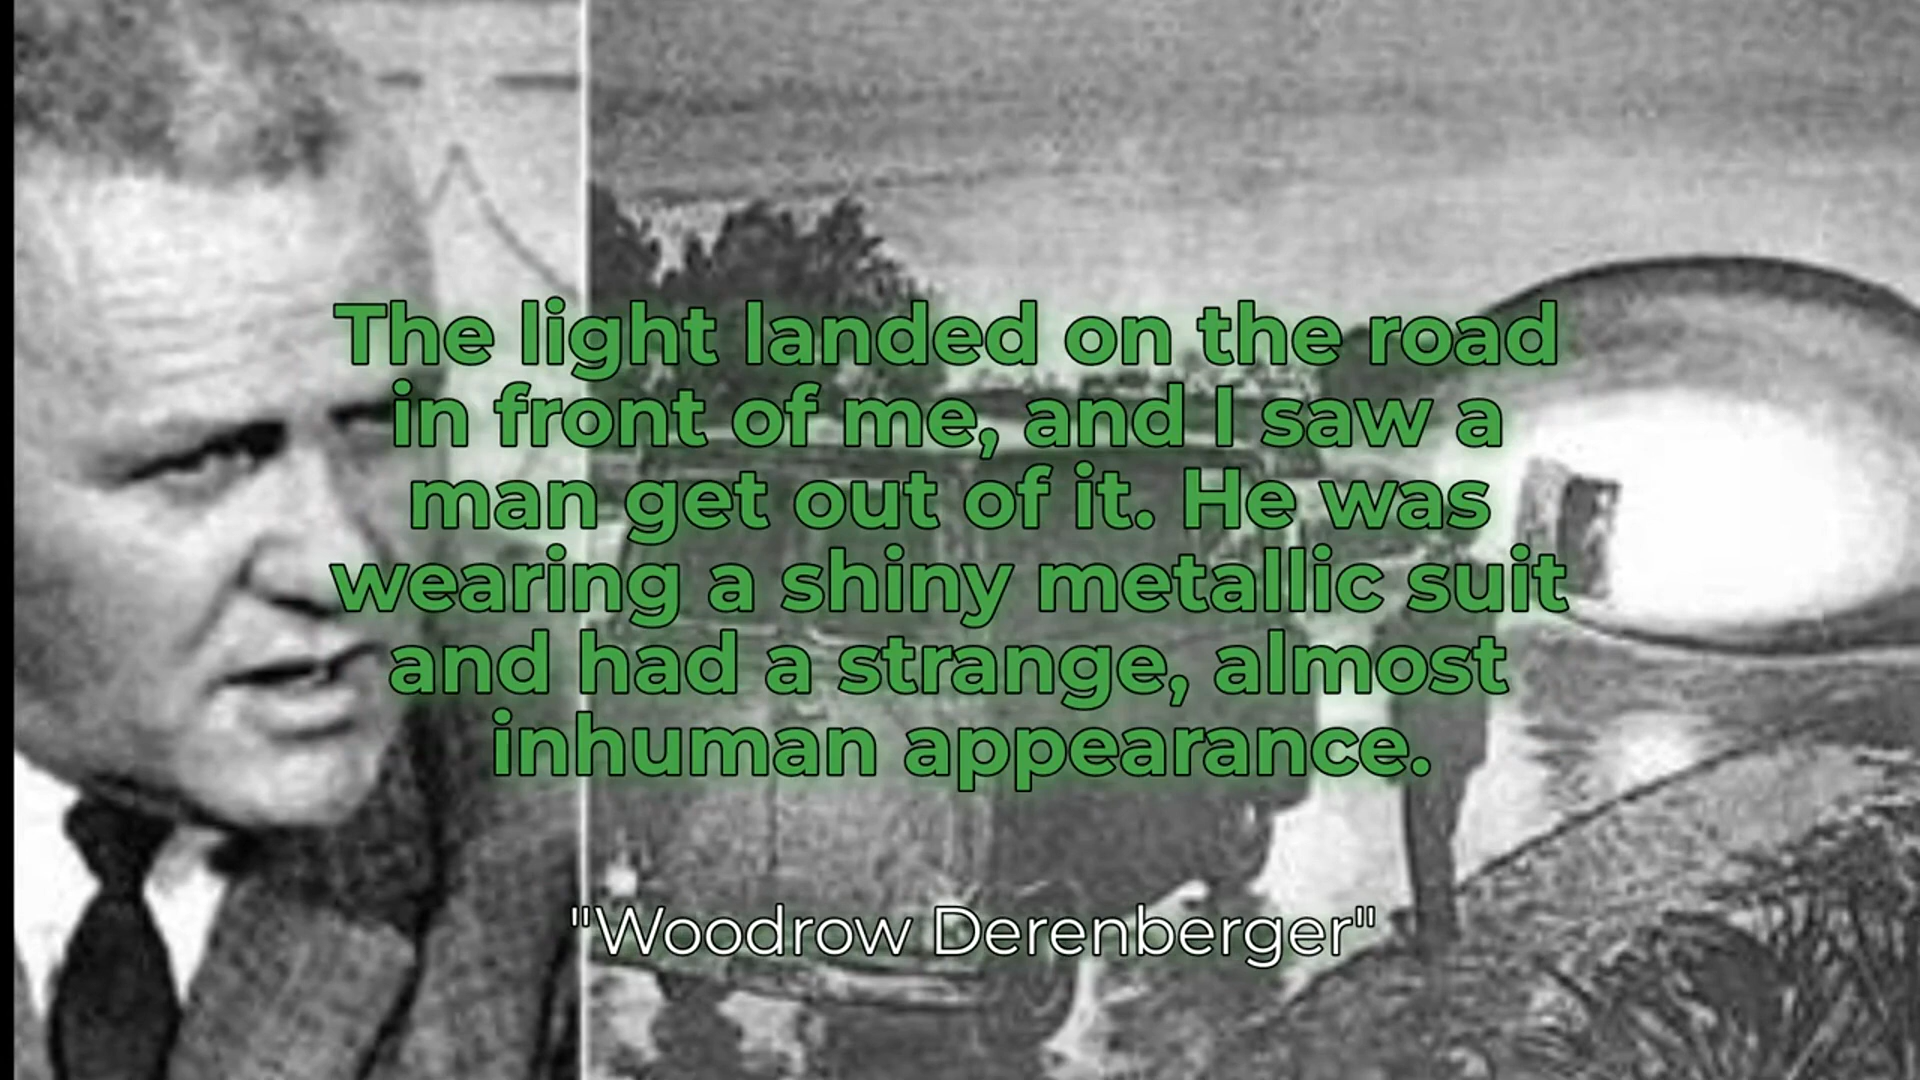 The light landed on the road
in front of me, and I saw a
man get out of it. He was
wearing a shiny metallic suit
and had a strange, almost
inhuman appearance.
"Woodrow Derenberger"